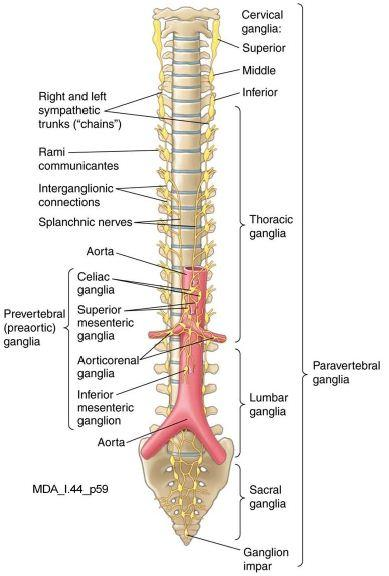 Cervical
ganglia:
Superior
Middle
Inferior
Right and left
sympathetic
trunks (“chains”)
Rami
communicantes
Interganglionic
connections
Splanchnic nerves
Thoracic
ganglia
Aorta
Celiac
ganglia
Prevertebral
(preaortic)
ganglia
Superior
mesenteric
ganglia
Aorticorenal
ganglia
Inferior
mesenteric
ganglion
Aorta
Paravertebral
ganglia
Lumbar
ganglia
MDA_I.44_p59
Sacral
ganglia
Ganglion
impar